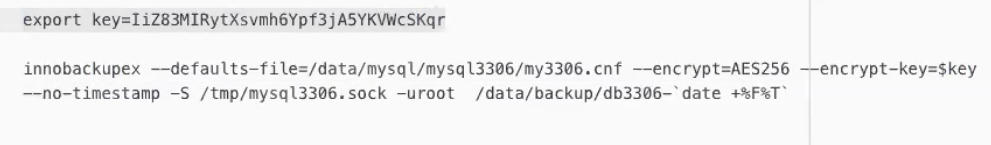 export key=IiZ83MIRytXsvmh6Ypf3jA5YKVWcSKqr
innobackupex --defaults-file=/data/mysql/mysql3306/my3306.cnf --encrypt=AES256 --encrypt-key=$key
--no-timestamp -S /tmp/mysql3306.sock -uroot  /data/backup/db3306-`date +%F%T`